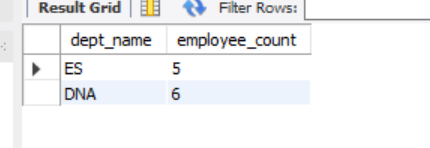 Result Grid Filter Rows:
dept_name employee_count
ES 5
DNA 6